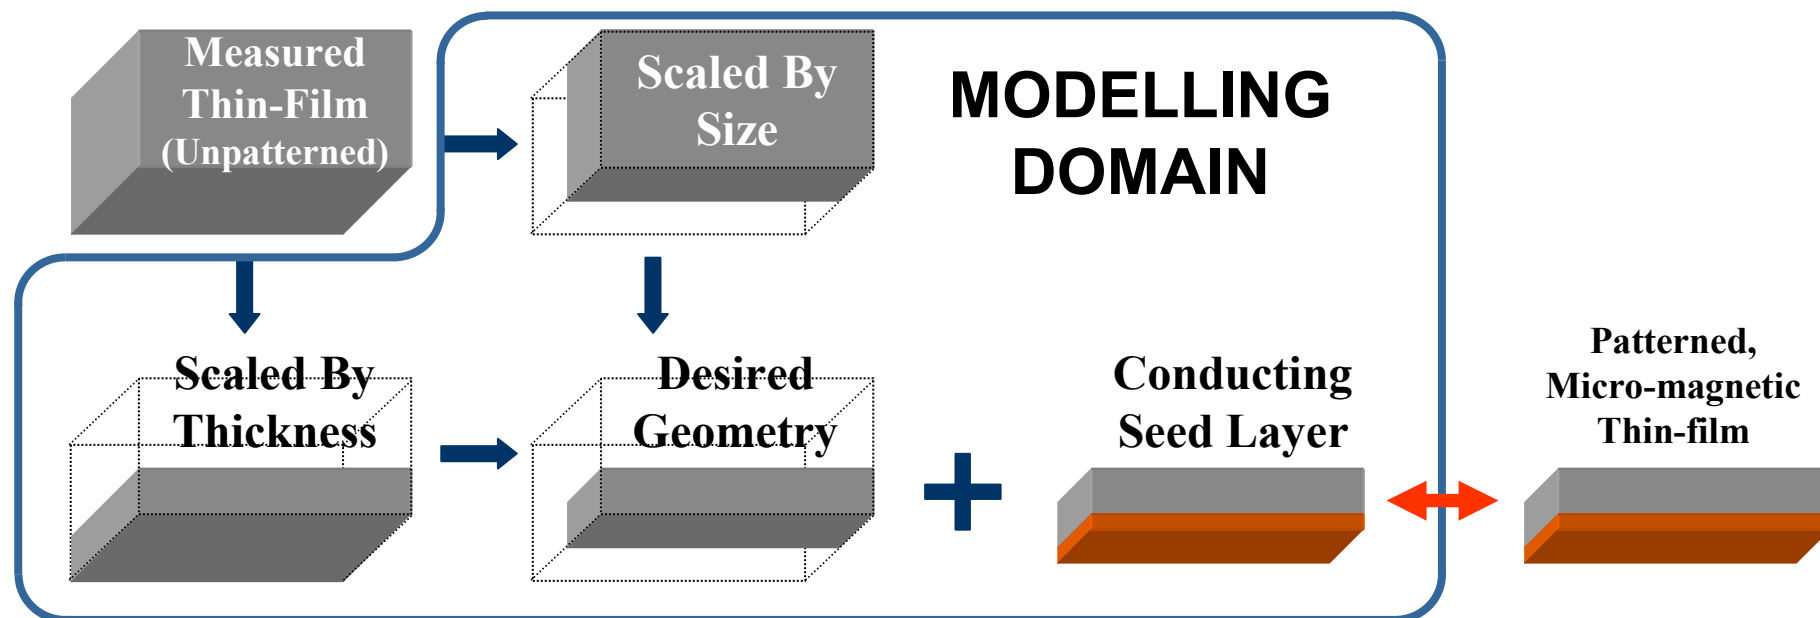 Measured
Thin-Film
(Unpatterned)
Scaled By
Size
MODELLING
DOMAIN
Scaled By
Thickness
Desired
Geometry
Conducting
Seed Layer
Patterned,
Micro-magnetic
Thin-film